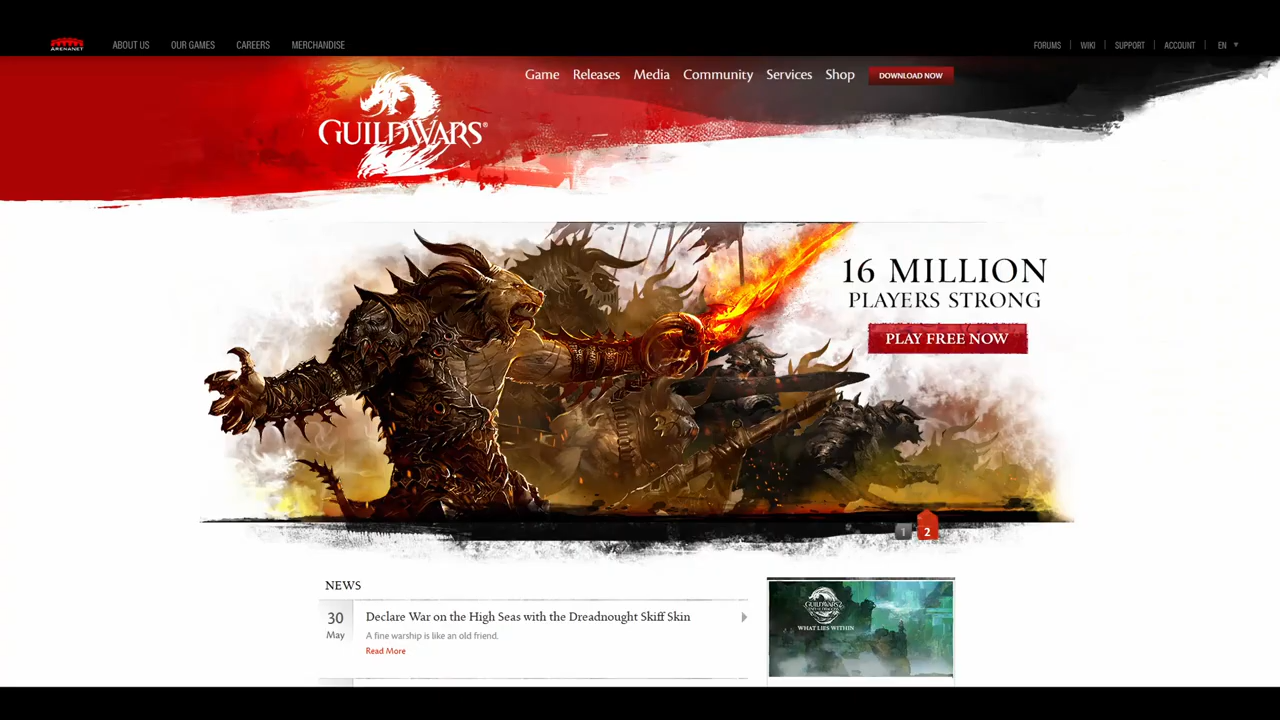 ARENANET
ABOUT US OUR GAMES CAREERS MERCHANDISE
FORUMS WIKI SUPPORT ACCOUNT EN
Game Releases Media Community Services Shop DOWNLOAD NOW
GUILDWARS® 2
16 MILLION
PLAYERS STRONG
PLAY FREE NOW
1 2
NEWS
30 May
Declare War on the High Seas with the Dreadnought Skiff Skin
A fine warship is like an old friend.
Read More
GUILDWARS2
WHAT LIES WITHIN